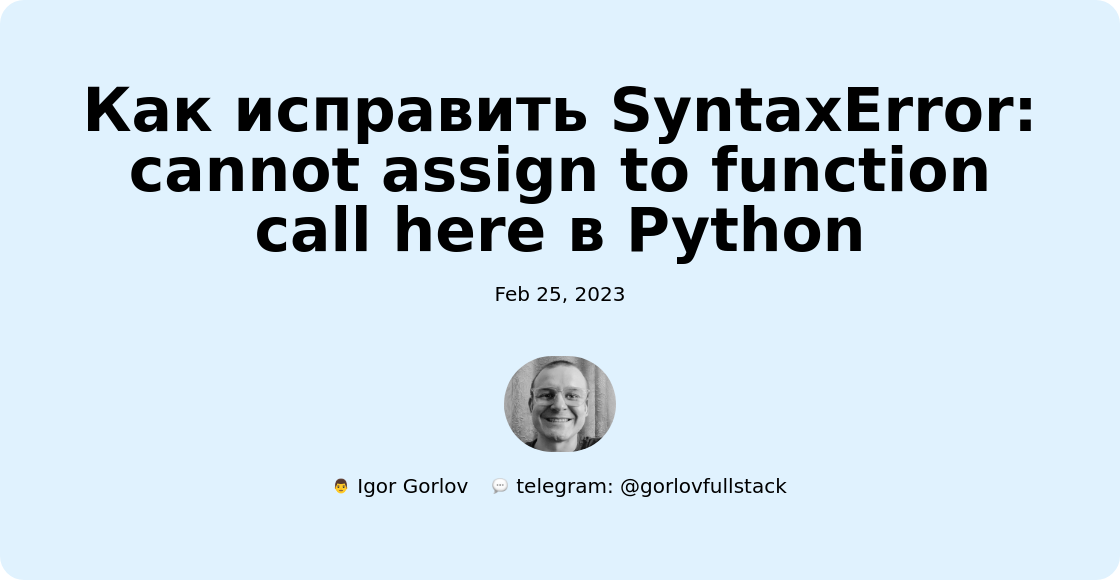 Как исправить SyntaxError:
cannot assign to function
call here в Python
Feb 25, 2023
Igor Gorlov telegram: @gorlovfullstack